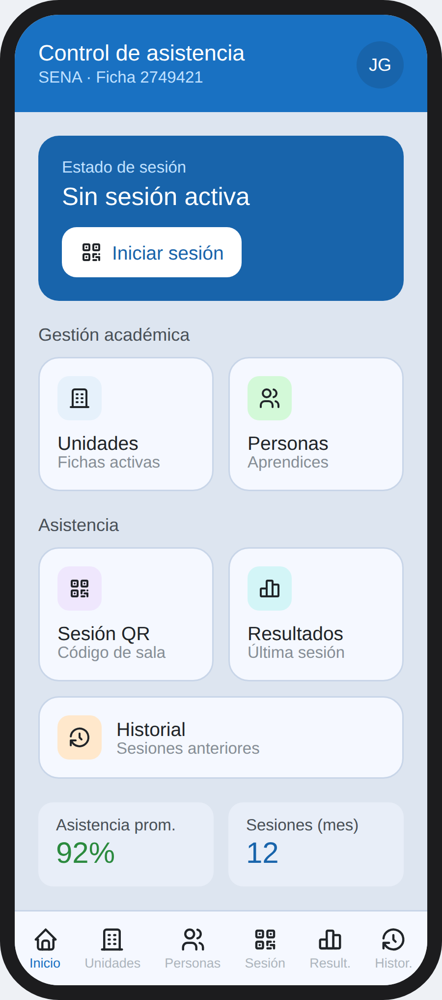 Control de asistencia
SENA · Ficha 2749421
JG
Estado de sesión
Sin sesión activa
Iniciar sesión
Gestión académica
Unidades
Fichas activas
Personas
Aprendices
Asistencia
Sesión QR
Código de sala
Resultados
Última sesión
Historial
Sesiones anteriores
Asistencia prom.
92%
Sesiones (mes)
12
Inicio
Unidades
Personas
Sesión
Result.
Histor.